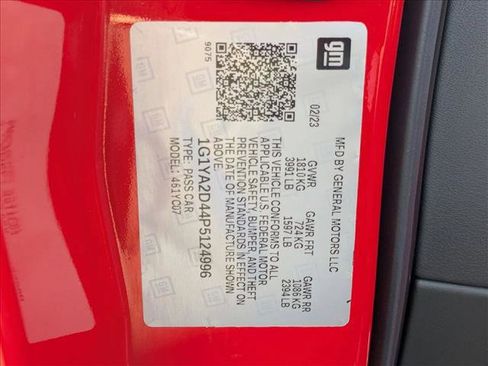 gm
MFD BY GENERAL MOTORS LLC
02/23
GVWR GAWR FRT GAWR RR
1810 KG 724 KG 1086 KG
3991 LB 1597 LB 2394 LB
THIS VEHICLE CONFORMS TO ALL
APPLICABLE U.S. FEDERAL MOTOR
VEHICLE SAFETY, BUMPER, AND THEFT
PREVENTION STANDARDS IN EFFECT ON
THE DATE OF MANUFACTURE SHOWN
ABOVE.
1G1YA2D44P5124996
TYPE: PASS CAR
MODEL: 461YC07
9075